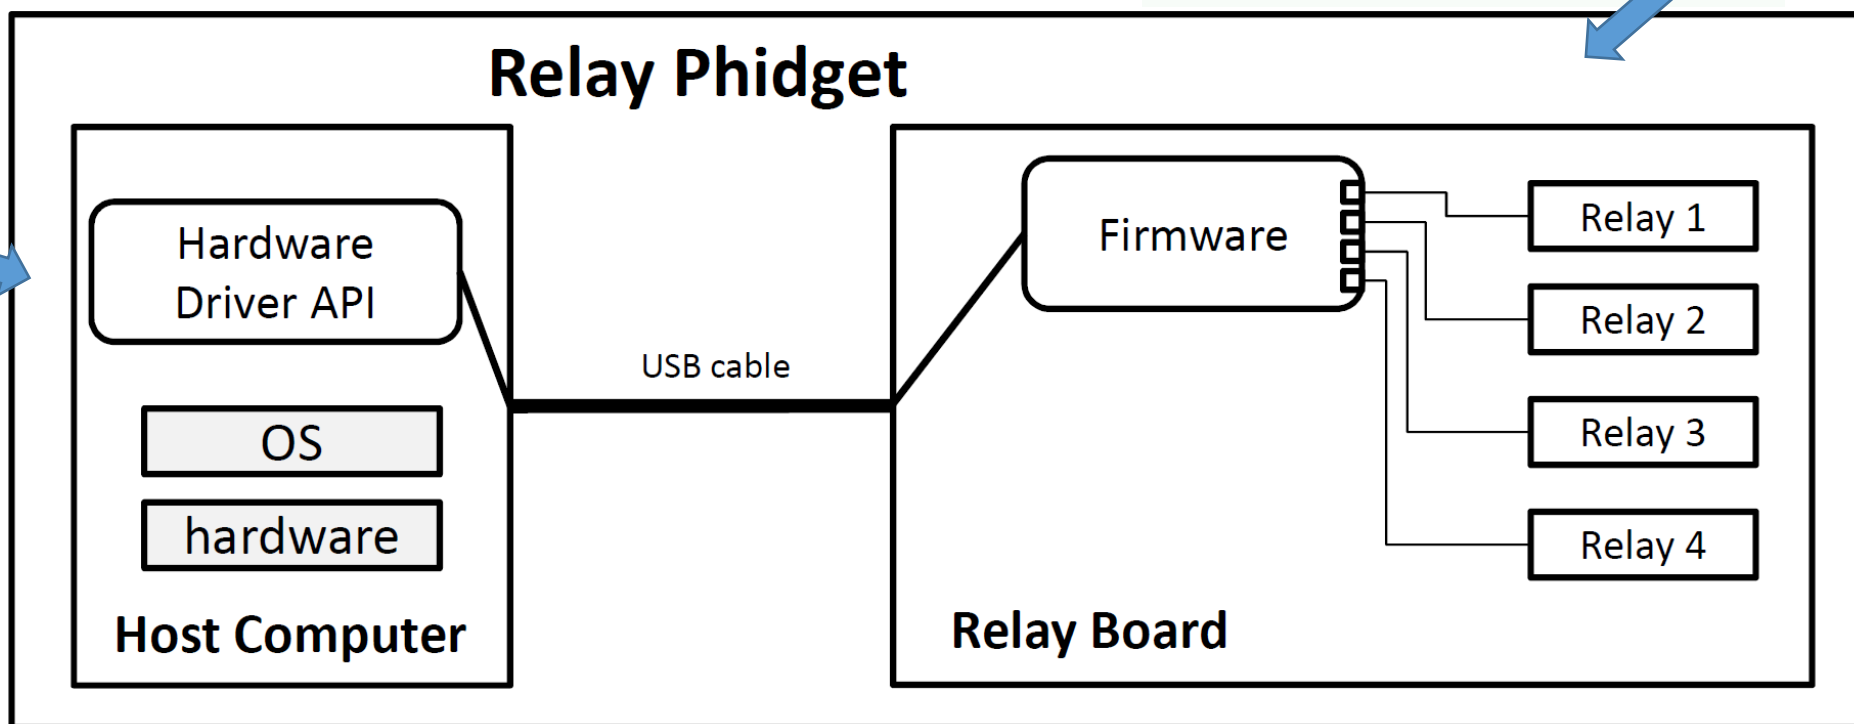 Relay Phidget
Hardware
Driver API
OS
hardware
Host Computer
USB cable
Firmware
Relay 1
Relay 2
Relay 3
Relay 4
Relay Board